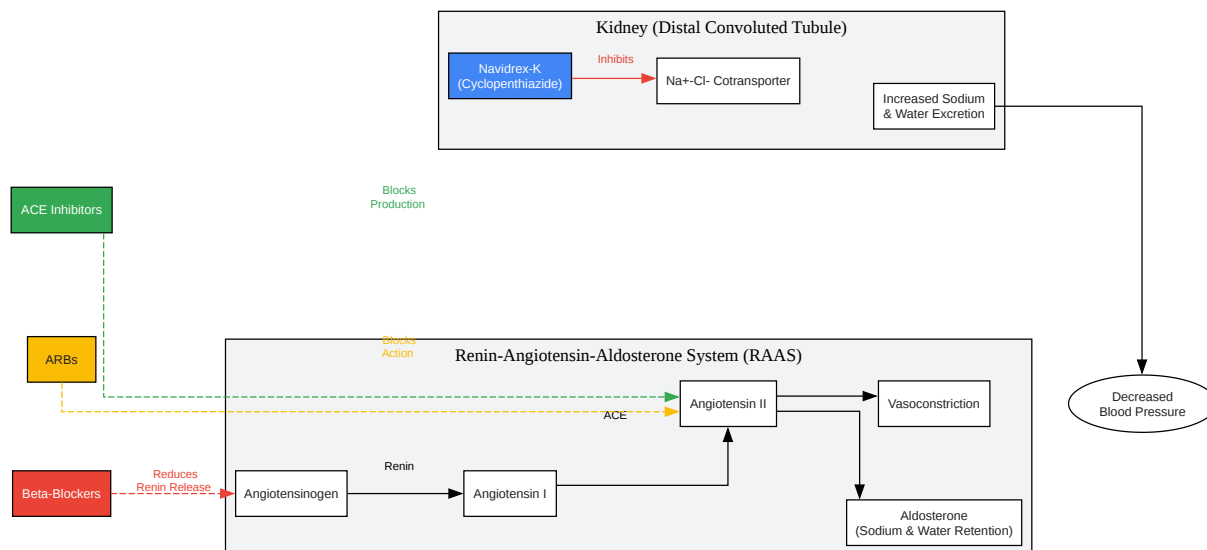 Kidney (Distal Convoluted Tubule)
Navidrex-K
(Cyclopenthiazide)
Inhibits
Na+-Cl- Cotransporter
Increased Sodium
& Water Excretion
ACE Inhibitors
Blocks
Production
ARBs
Blocks
Action
Renin-Angiotensin-Aldosterone System (RAAS)
Angiotensin II
Vasoconstriction
Decreased
Blood Pressure
ACE
Beta-Blockers
Reduces
Renin Release
Angiotensinogen
Renin
Angiotensin I
Aldosterone
(Sodium & Water Retention)